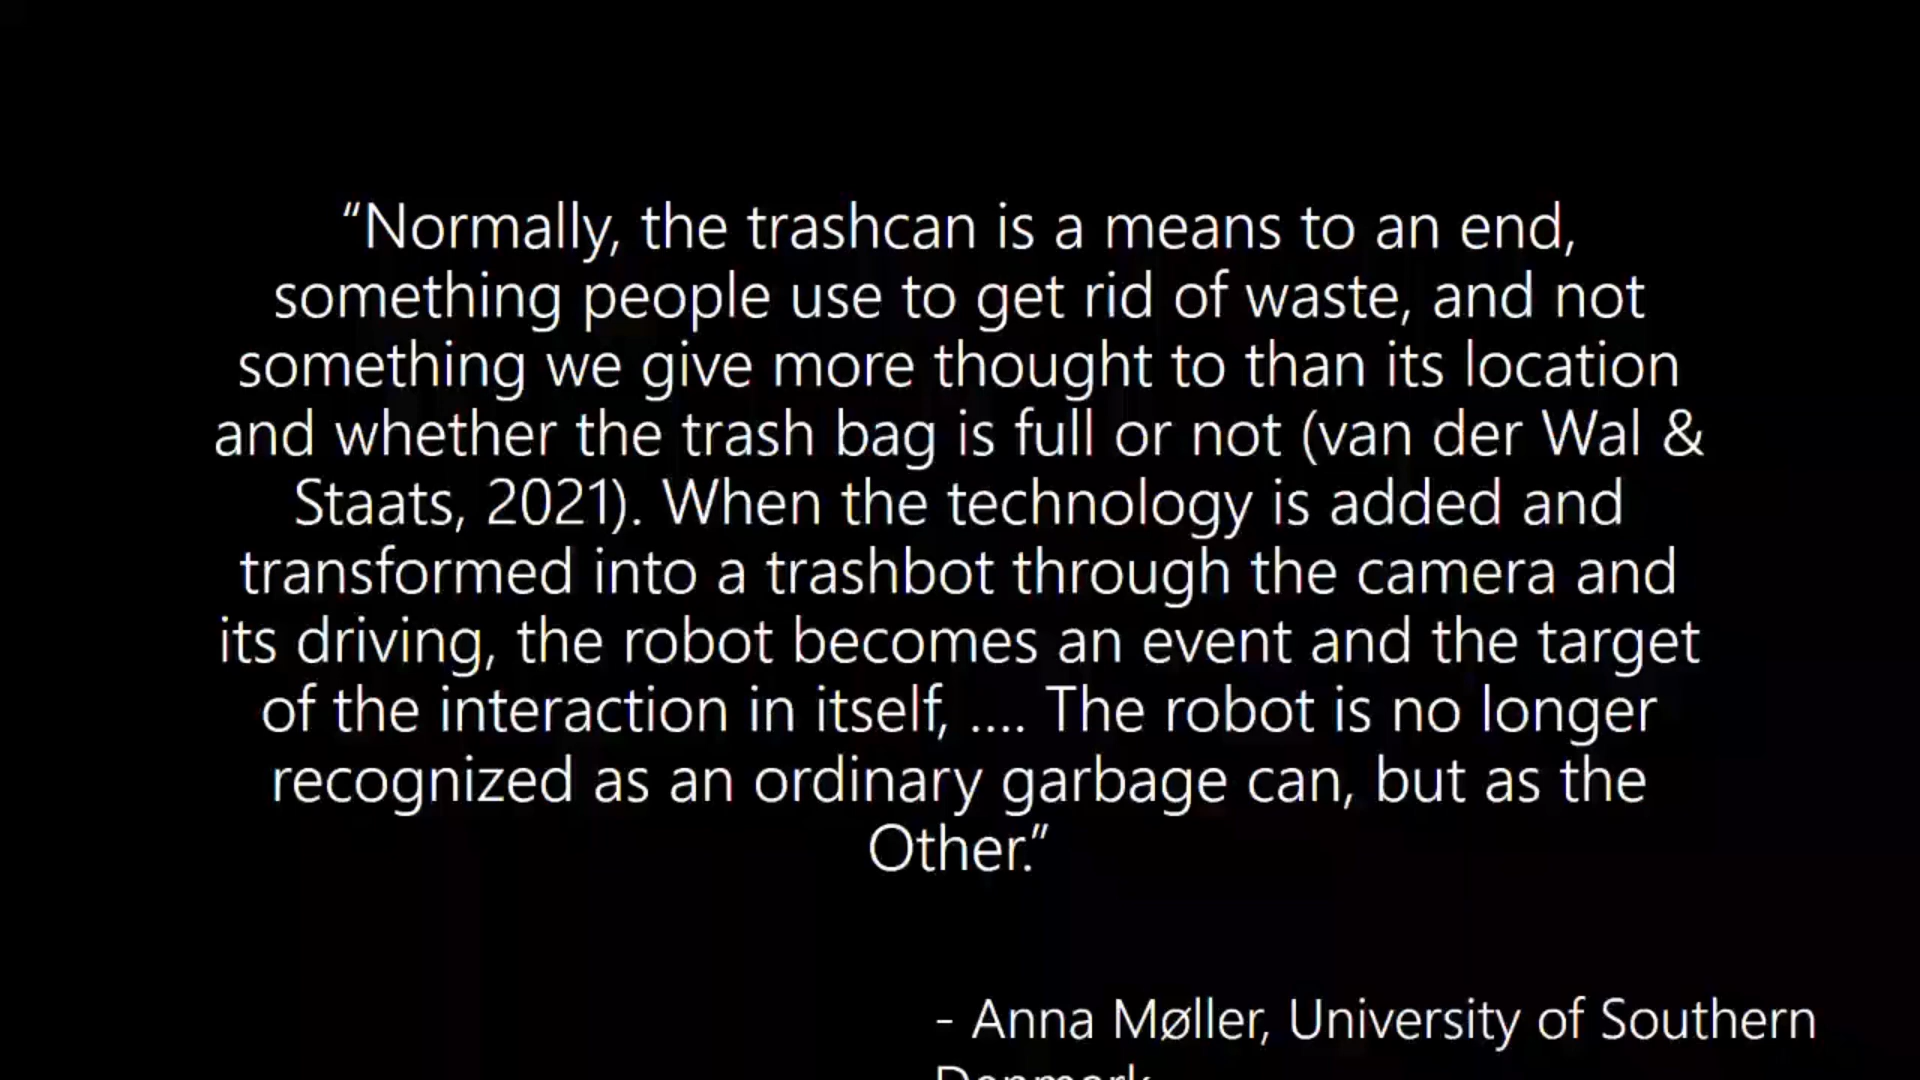 “Normally, the trashcan is a means to an end,
something people use to get rid of waste, and not
something we give more thought to than its location
and whether the trash bag is full or not (van der Wal &
Staats, 2021). When the technology is added and
transformed into a trashbot through the camera and
its driving, the robot becomes an event and the target
of the interaction in itself, .... The robot is no longer
recognized as an ordinary garbage can, but as the
Other.”
- Anna Møller, University of Southern
Denmark